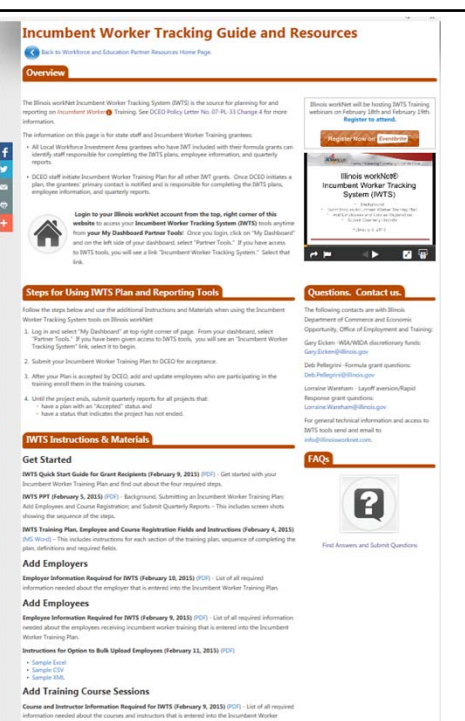 Incumbent Worker Tracking Guide and Resources
Back to Workforce and Education Partner Resources Home Page.
Overview
The Illinois workNet Incumbent Worker Tracking System (IWTS) is the source for planning for and
reporting on Incumbent Worker Training. See DCEO Policy Letter No. 07-PL-33 Change 4 for more
information.
The information on this page is for state staff and Incumbent Worker Training grantees:
• All Local Workforce Investment Area grantees who have IWT included with their formula grants can
identify staff responsible for completing the IWTS plans, employee information, and quarterly
reports.
• DCEO staff initiate Incumbent Training Plan for all other IWT grants. Once DCEO initiates a
plan, the grantees' primary contact is notified and is responsible for completing the IWTS plans,
employee information, and quarterly reports.
Login to your Illinois workNet account from the top, right corner of this
website to access your Incumbent Worker Tracking System (IWTS) tools anytime
from your My Dashboard Partner Tools! Once you login, click on "My Dashboard"
and on the left side of your dashboard, select "Partner Tools." If you have access
to IWTS tools, you will see a link "Incumbent Worker Tracking System." Select that
link.
Illinois workNet will be hosting IWTS Training
webinars on February 18th and February 19th.
Register to attend.
Register Now on Eventbrite
Illinois workNet®
Incumbent Worker Tracking
System (IWTS)
Steps for Using IWTS Plan and Reporting Tools
Follow the steps below and use the additional Instructions and Materials when using the Incumbent
Worker Tracking System tools on Illinois workNet:
1. Log in and select "My Dashboard" at top right corner of page. From your dashboard, select
"Partner Tools." If you have been given access to IWTS tools, you will see an "Incumbent Worker
Tracking System" link, select it to begin.
2. Submit your Incumbent Worker Training Plan to DCEO for acceptance.
3. After your Plan is accepted by DCEO, add and update employees who are participating in the
training enroll them in the training courses.
4. Until the project ends, submit quarterly reports for all projects that:
- have a plan with an "Accepted" status and
- have a status that indicates the project has not ended.
Questions. Contact us.
The following contacts are with Illinois
Department of Commerce and Economic
Opportunity, Office of Employment and Training:
Gary Eicken -WIA/WIDA discretionary funds:
Gary.Eicken@illinois.gov
Deb Pellegrini -Formula grant questions:
Deb.Pellegrini@illinois.gov
Lorraine Wareham - Layoff aversion/Rapid
Response grant questions:
Lorraine.Wareham@illinois.gov
For general technical information and access to
IWTS tools send and email to
info@illinoisworknet.com.
FAQs
Find Answers and Submit Questions
IWTS Instructions & Materials
Get Started
IWTS Quick Start Guide for Grant Recipients (February 9, 2015) (PDF) - Get started with your
Incumbent Worker Training Plan and find out about the four required steps.
IWTS PPT (February 5, 2015) (PDF) - Background, Submitting an Incumbent Worker Training Plan;
Add Employees and Course Registration; and Submit Quarterly Reports - This includes screen shots
showing the sequence of the steps.
IWTS Training Plan, Employee and Course Registration Fields and Instructions (February 4, 2015)
(MS Word) - This includes instructions for each section of the training plan, sequence of completing the
plan, definitions and required fields.
Add Employers
Employer Information Required for IWTS (February 10, 2015) (PDF) - List of all required
information needed about the employer that is entered into the Incumbent Worker Training Plan.
Add Employees
Employee Information Required for IWTS (February 9, 2015) (PDF) - List of all required information
needed about the employees receiving incumbent worker training that is entered into the Incumbent
Worker Training Plan.
Instructions for Option to Bulk Upload Employees (February 11, 2015) (PDF)
• Sample Excel
• Sample CSV
• Sample XML
Add Training Course Sessions
Course and Instructor Information Required for IWTS (February 9, 2015) (PDF) - List of all required
information needed about the courses and instructors that is entered into the Incumbent Worker